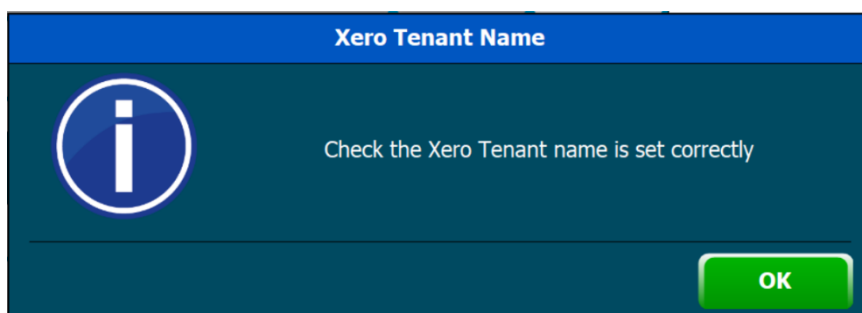 Xero Tenant Name
Check the Xero Tenant name is set correctly
OK